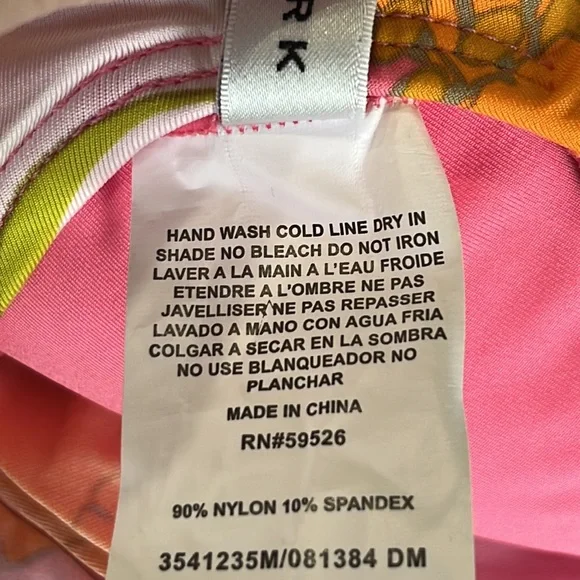 RK
HAND WASH COLD LINE DRY IN
SHADE NO BLEACH DO NOT IRON
LAVER A LA MAIN A L'EAU FROIDE
ETENDRE A L'OMBRE NE PAS
JAVELLISER NE PAS REPASSER
LAVADO A MANO CON AGUA FRIA
COLGAR A SECAR EN LA SOMBRA
NO USE BLANQUEADOR NO
PLANCHAR
MADE IN CHINA
RN#59526
90% NYLON 10% SPANDEX
3541235M/081384 DM